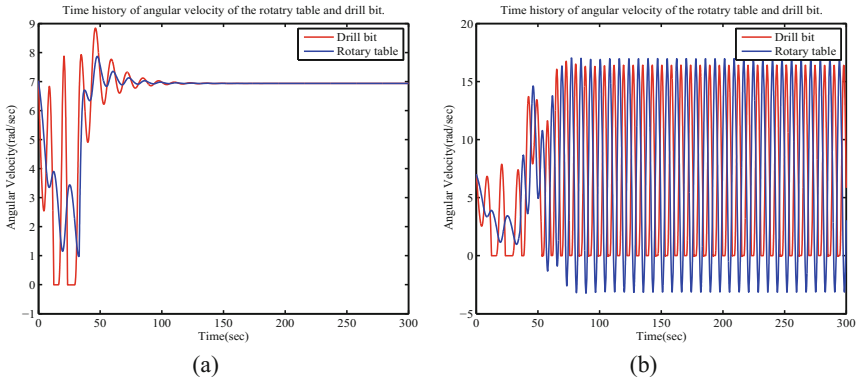 Time history of angular velocity of the rotatry table and drill bit.
9
8
7
6
5
4
3
2
1
0
−1
Angular Velocity(rad/sec)
Drill bit
Rotary table
0
50
100
150
200
250
300
Time(sec)
(a)
Time history of angular velocity of the rotatry table and drill bit.
20
15
10
5
0
−5
Angular Velocity(rad/sec)
Drill bit
Rotary table
0
50
100
150
200
250
300
Time(sec)
(b)